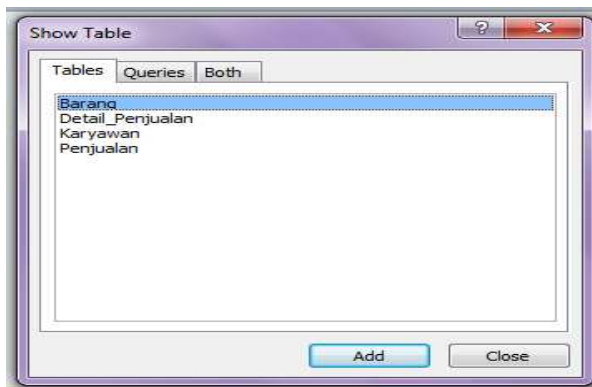 Show Table
Tables Queries Both
Barang
Detail_Penjualan
Karyawan
Penjualan
Add Close